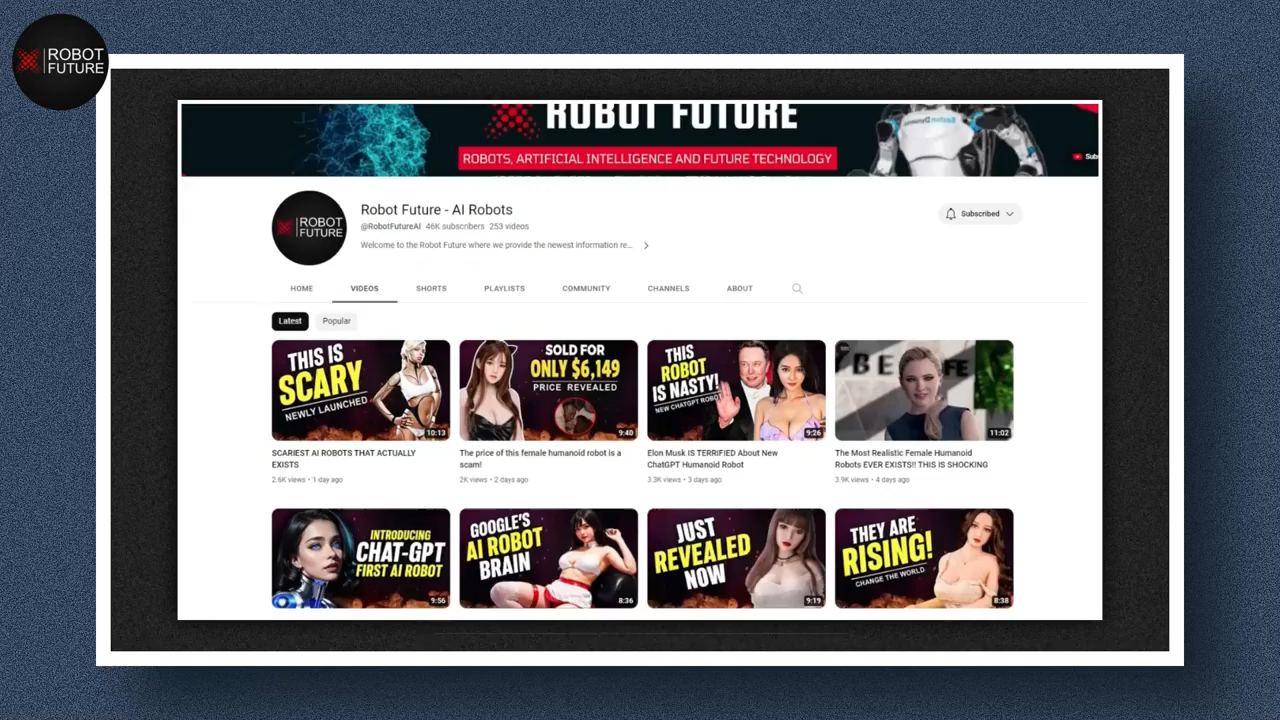 ROBOT
FUTURE
ROBOT FUTURE
ROBOTS, ARTIFICIAL INTELLIGENCE AND FUTURE TECHNOLOGY
Boston Dynamics
ROBOT
FUTURE
Robot Future - AI Robots
@RobotFutureAI 46K subscribers 253 videos
Welcome to the Robot Future where we provide the newest information re...
Subscribed
HOME VIDEOS SHORTS PLAYLISTS COMMUNITY CHANNELS ABOUT
Latest Popular
THIS IS
SCARY
NEWLY LAUNCHED
10:13
SOLD FOR
ONLY $6,149
PRICE REVEALED
9:40
THIS
ROBOT
IS NASTY!
NEW CHATGPT ROBOT
9:26
BE FE
11:02
SCARIEST AI ROBOTS THAT ACTUALLY
EXISTS
2.6K views • 1 day ago
The price of this female humanoid robot is a
scam!
2K views • 2 days ago
Elon Musk IS TERRIFIED About New
ChatGPT Humanoid Robot
3.3K views • 3 days ago
The Most Realistic Female Humanoid
Robots EVER EXISTS!! THIS IS SHOCKING
3.9K views • 4 days ago
INTRODUCING
CHAT-GPT
FIRST AI ROBOT
9:56
GOOGLE'S
AI ROBOT
BRAIN
8:36
JUST
REVEALED
NOW
9:19
THEY ARE
RISING!
CHANGE THE WORLD
8:38